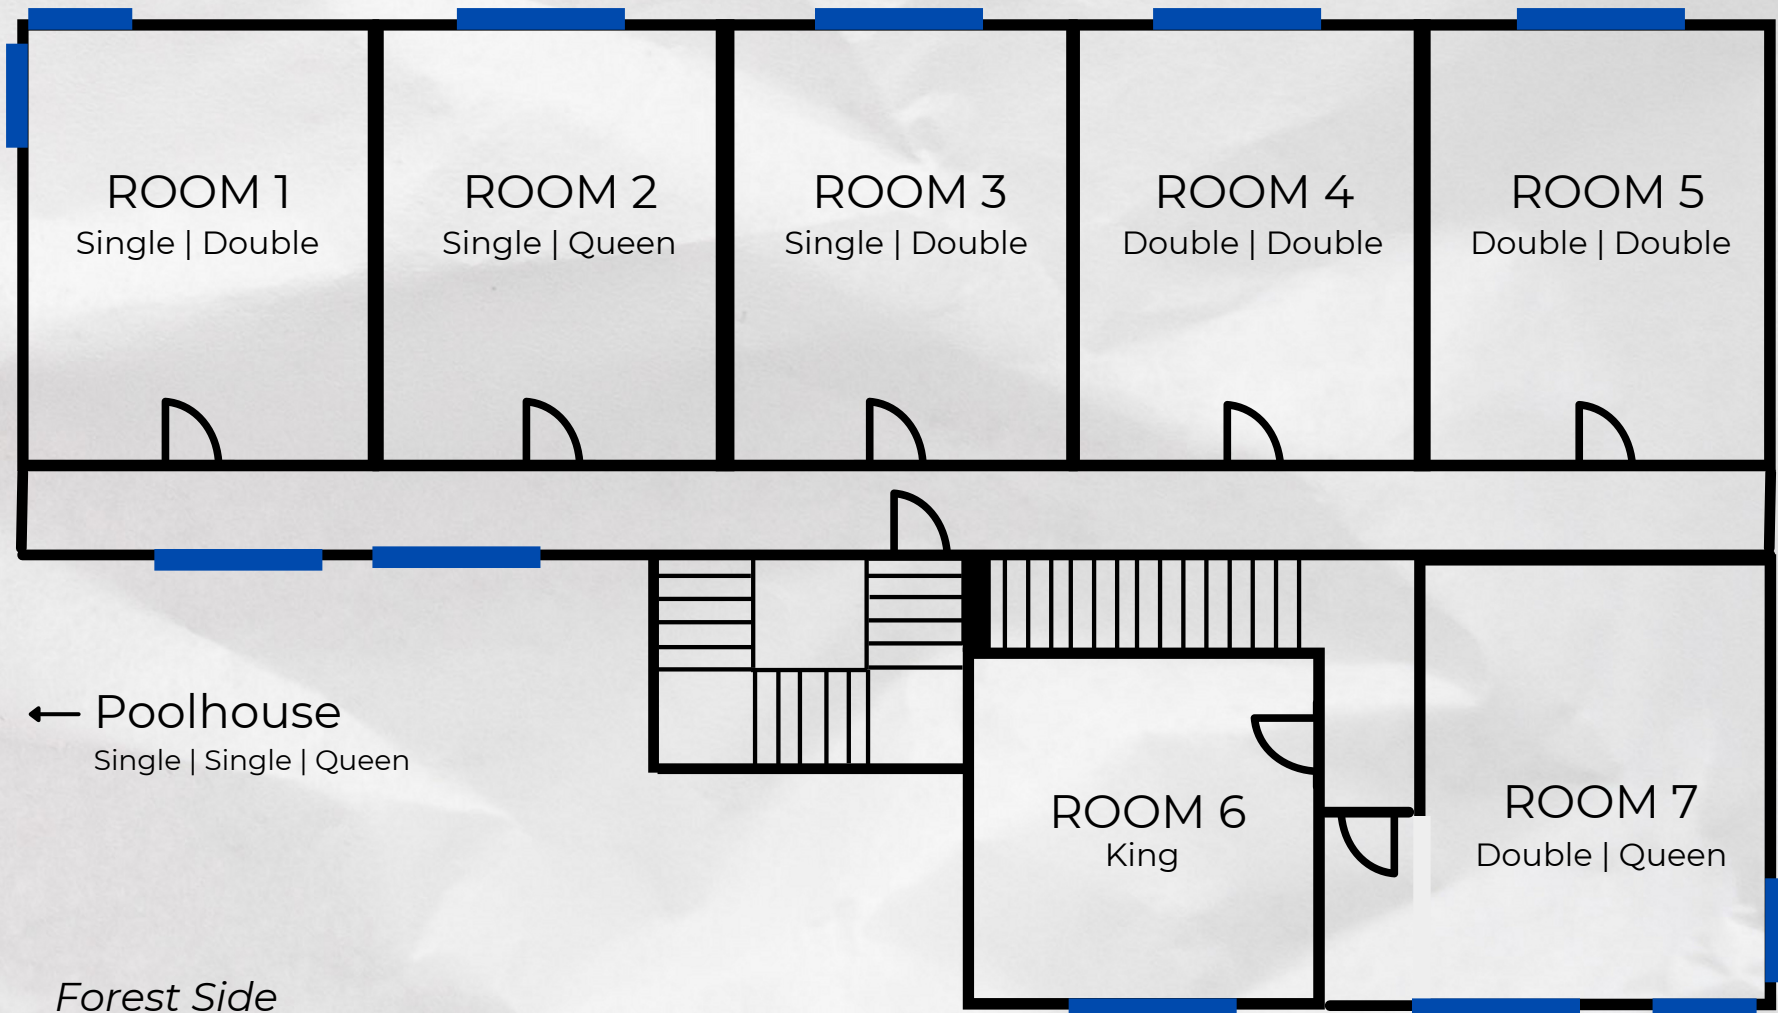 ROOM 1
Single | Double
ROOM 2
Single | Queen
ROOM 3
Single | Double
ROOM 4
Double | Double
ROOM 5
Double | Double
Poolhouse
Single | Single | Queen
ROOM 6
King
ROOM 7
Double | Queen
Forest Side